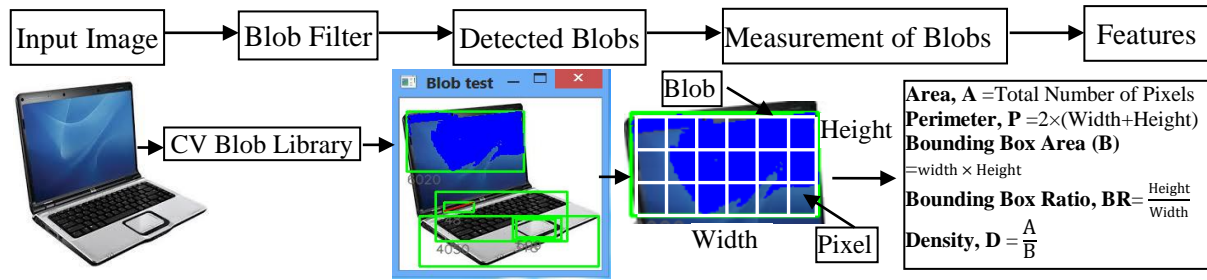 Input Image
Blob Filter
Detected Blobs
Measurement of Blobs
Features
CV Blob Library
Blob test
6020
4050
Blob
Height
Width
Pixel
Area, A =Total Number of Pixels
Perimeter, P =2×(Width+Height)
Bounding Box Area (B)
=width × Height
Bounding Box Ratio, BR= Height/Width
Density, D = A/B